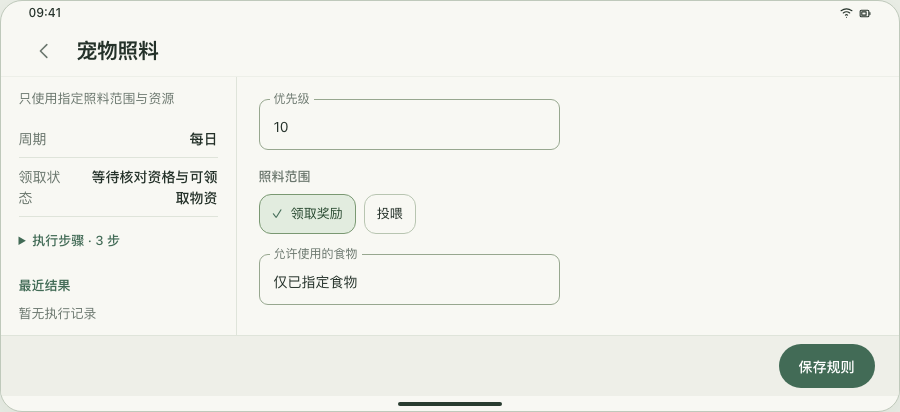 09:41
宠物照料
只使用指定照料范围与资源
周期 每日
领取状态 等待核对资格与可领取物资
执行步骤 · 3 步
最近结果
暂无执行记录
优先级
10
照料范围
领取奖励 投喂
允许使用的食物
仅已指定食物
保存规则